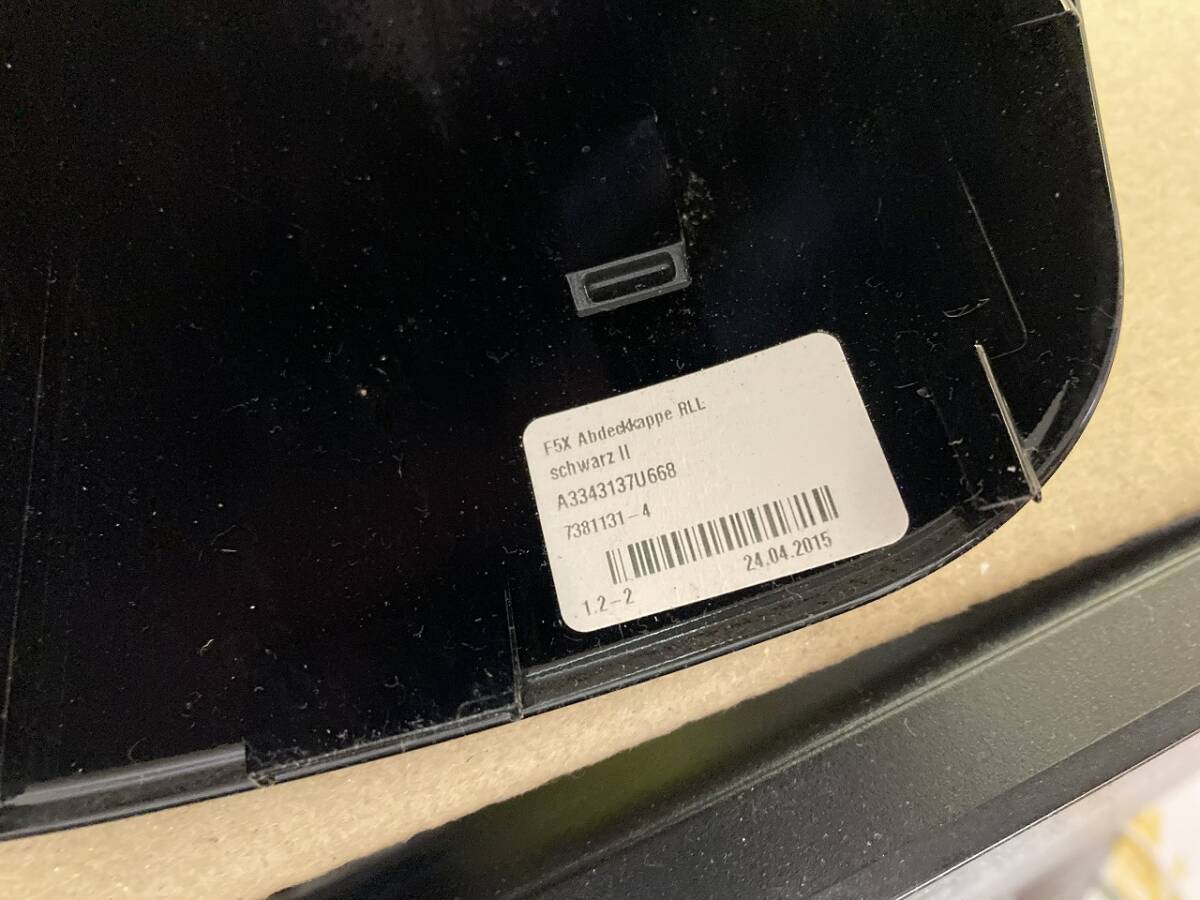 F5X Abdeckkappe RLL
schwarz II
A3343137U668
7381131-4
24.04.2015
1.2-2